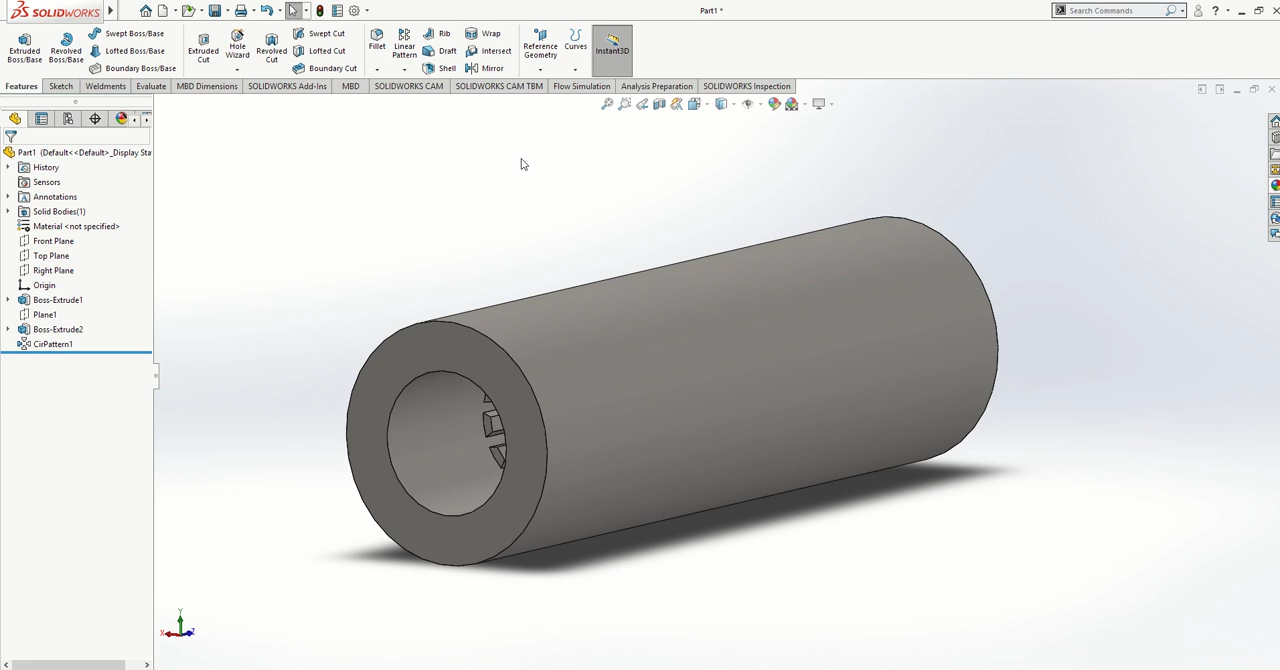 SOLIDWORKS
Part1 *
Search Commands
?
Extruded Boss/Base
Revolved Boss/Base
Swept Boss/Base
Lofted Boss/Base
Boundary Boss/Base
Extruded Cut
Hole Wizard
Revolved Cut
Swept Cut
Lofted Cut
Boundary Cut
Fillet
Linear Pattern
Rib
Draft
Shell
Wrap
Intersect
Mirror
Reference Geometry
Curves
Instant3D
Features
Sketch
Weldments
Evaluate
MBD Dimensions
SOLIDWORKS Add-Ins
MBD
SOLIDWORKS CAM
SOLIDWORKS CAM TBM
Flow Simulation
Analysis Preparation
SOLIDWORKS Inspection
Part1 (Default<<Default>_Display Sta
History
Sensors
Annotations
Solid Bodies(1)
Material <not specified>
Front Plane
Top Plane
Right Plane
Origin
Boss-Extrude1
Plane1
Boss-Extrude2
CirPattern1
Y
X
Z